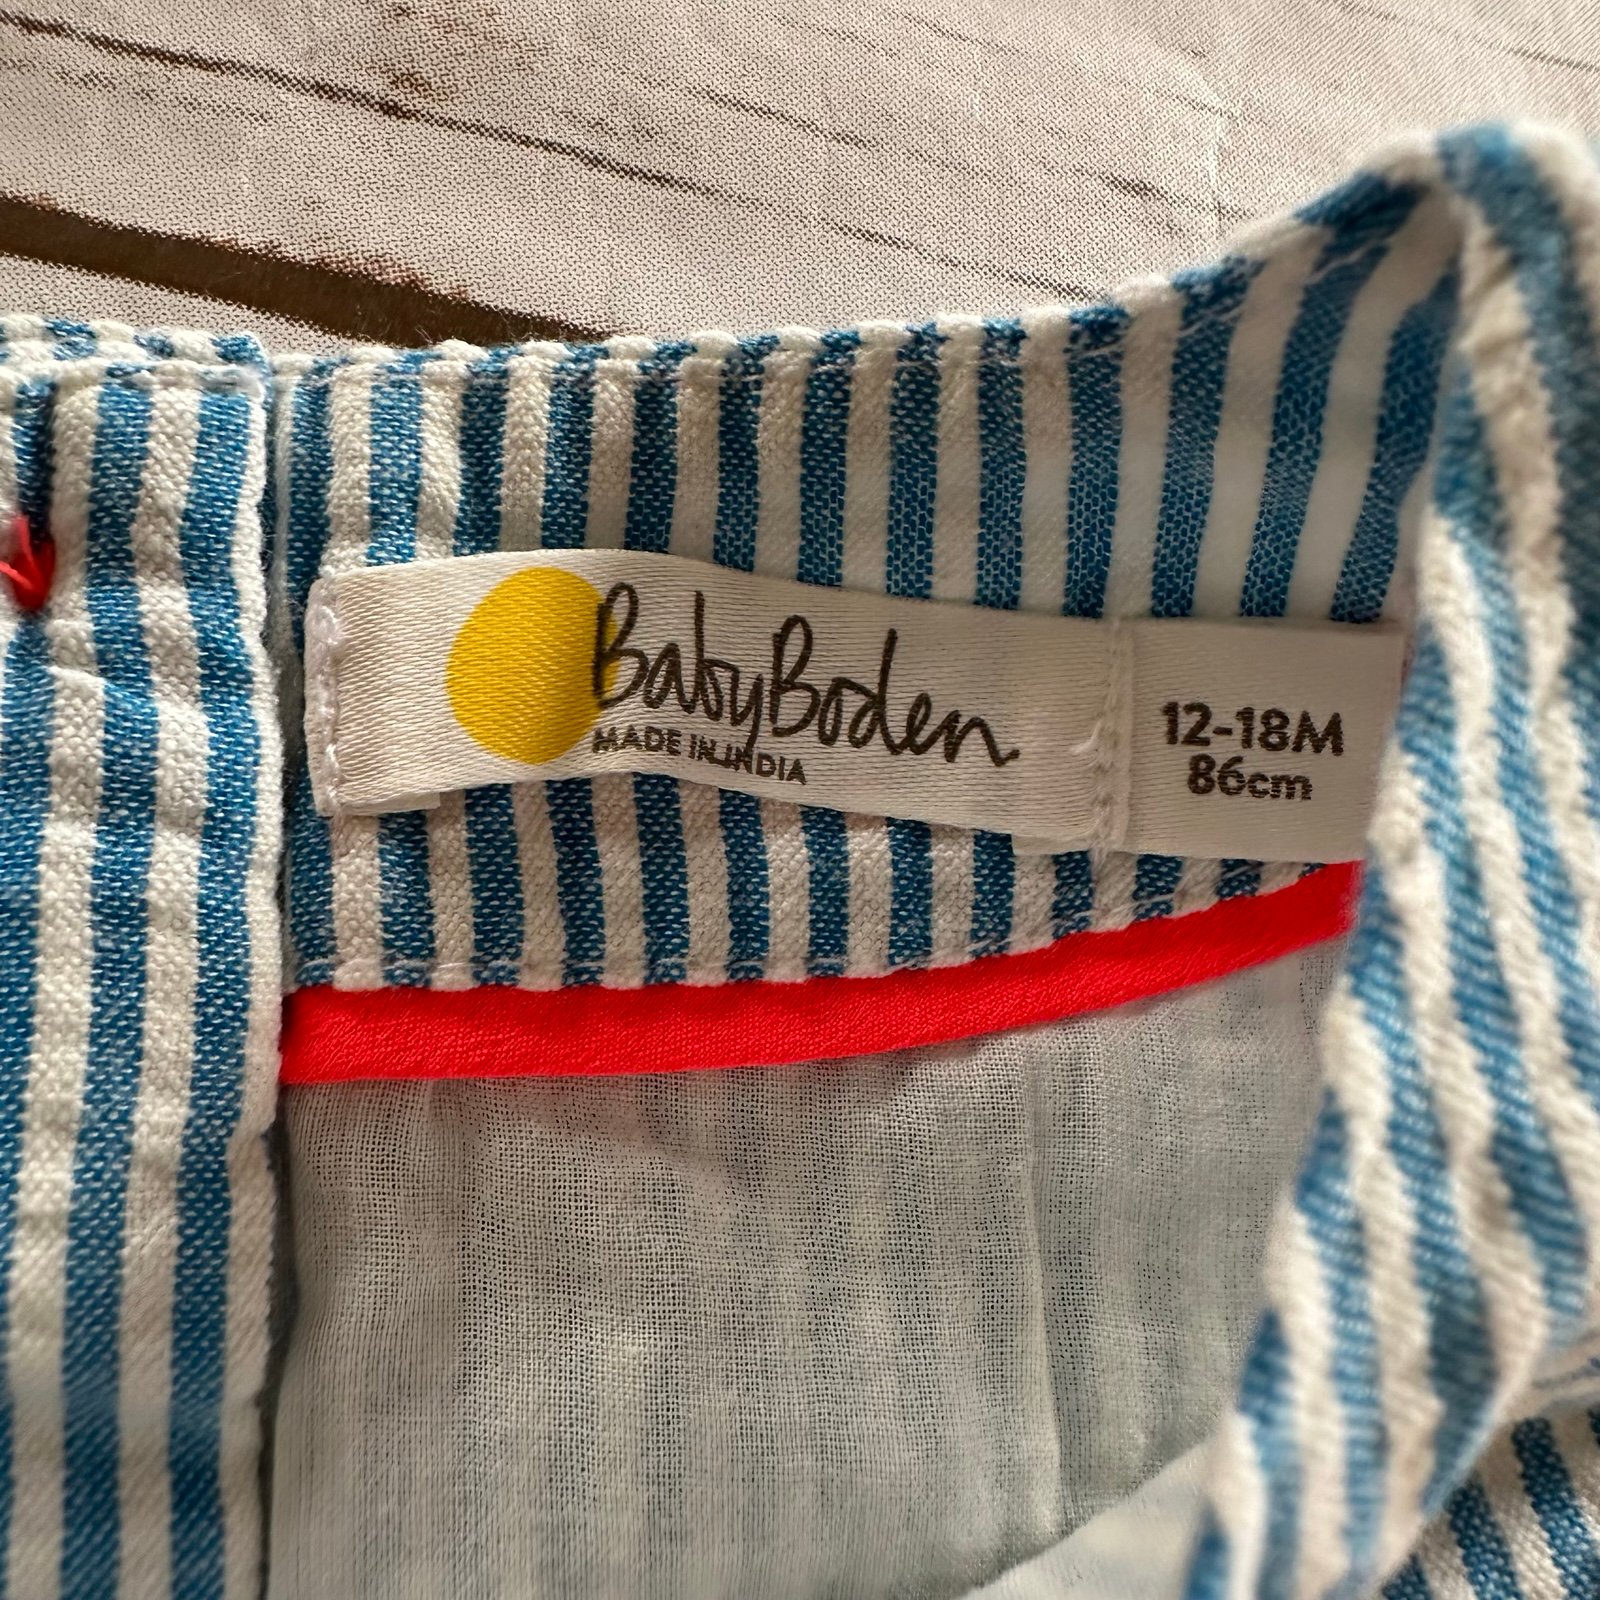 BabyBoden
MADE IN INDIA
12-18M
86cm